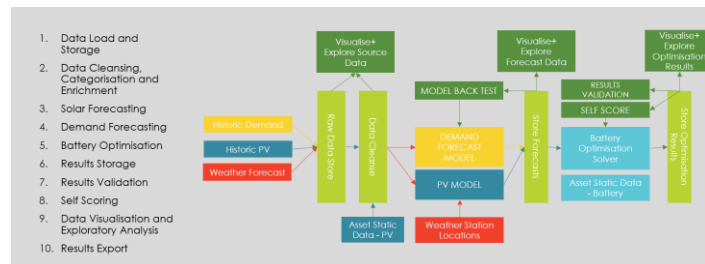 1. Data Load and
Storage
2. Data Cleansing,
Categorisation and
Enrichment
3. Solar Forecasting
4. Demand Forecasting
5. Battery Optimisation
6. Results Storage
7. Results Validation
8. Self Scoring
9. Data Visualisation and
Exploratory Analysis
10. Results Export
Visualise+
Explore Source
Data
Visualise+
Explore
Forecast Data
Visualise+
Explore
Optimisation
Results
MODEL BACK TEST
RESULTS
VALIDATION
SELF SCORE
Historic Demand
Historic PV
Weather Forecast
Raw Data Store
Data Cleanse
DEMAND
FORECAST
MODEL
PV MODEL
Store Forecasts
Battery
Optimisation
Solver
Asset Static Data
- Battery
Store Optimisation
Results
Asset Static
Data - PV
Weather Station
Locations